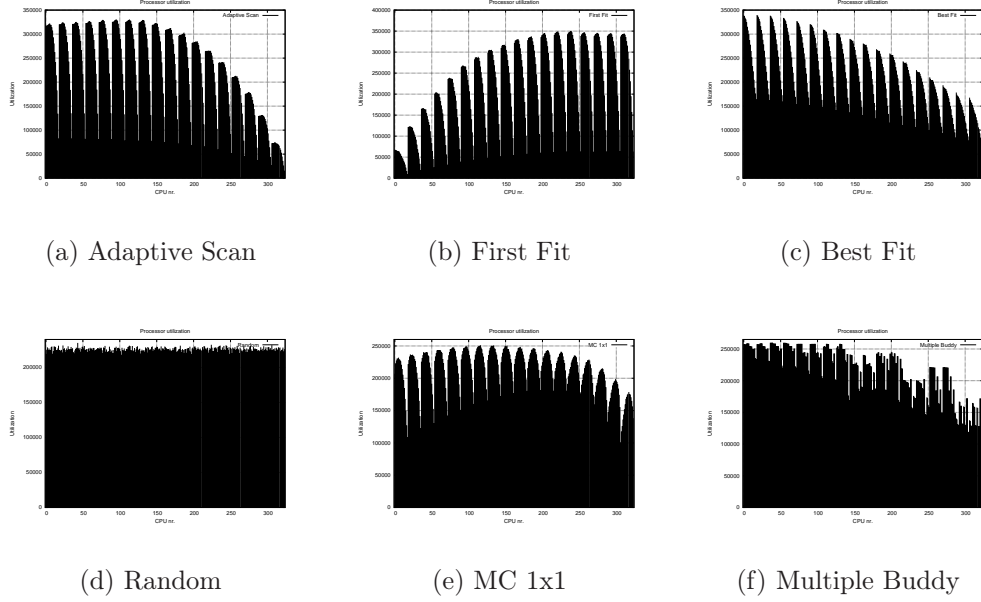 Processor utilization
Processor utilization
Processor utilization
Adaptive Scan
First Fit
Best Fit
Utilization
350000
300000
250000
200000
150000
100000
50000
0
0 50 100 150 200 250 300
CPU nr.
Utilization
400000
350000
300000
250000
200000
150000
100000
50000
0
0 50 100 150 200 250 300
CPU nr.
Utilization
350000
300000
250000
200000
150000
100000
50000
0
0 50 100 150 200 250 300
CPU nr.
(a) Adaptive Scan
(b) First Fit
(c) Best Fit
Processor utilization
Processor utilization
Processor utilization
Random
MC 1x1
Multiple Buddy
Utilization
200000
150000
100000
50000
0
0 50 100 150 200 250 300
CPU nr.
Utilization
250000
200000
150000
100000
50000
0
0 50 100 150 200 250 300
CPU nr.
Utilization
250000
200000
150000
100000
50000
0
0 50 100 150 200 250 300
CPU nr.
(d) Random
(e) MC 1x1
(f) Multiple Buddy